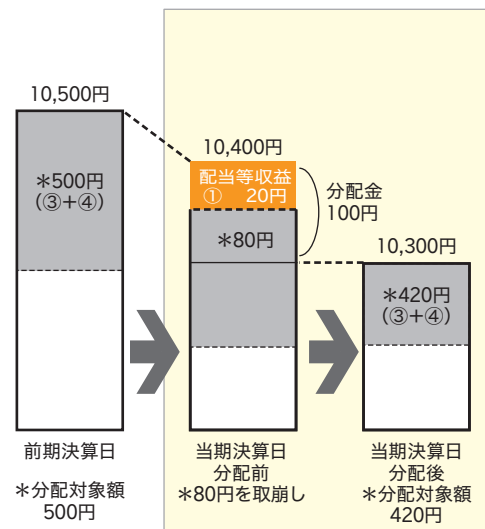 10,500円
＊500円
（③＋④）
前期決算日
＊分配対象額
500円
10,400円
配当等収益
①　20円
＊80円
分配金
100円
当期決算日
分配前
＊80円を取崩し
10,300円
＊420円
（③＋④）
当期決算日
分配後
＊分配対象額
420円